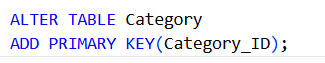 ALTER TABLE Category
ADD PRIMARY KEY(Category_ID);